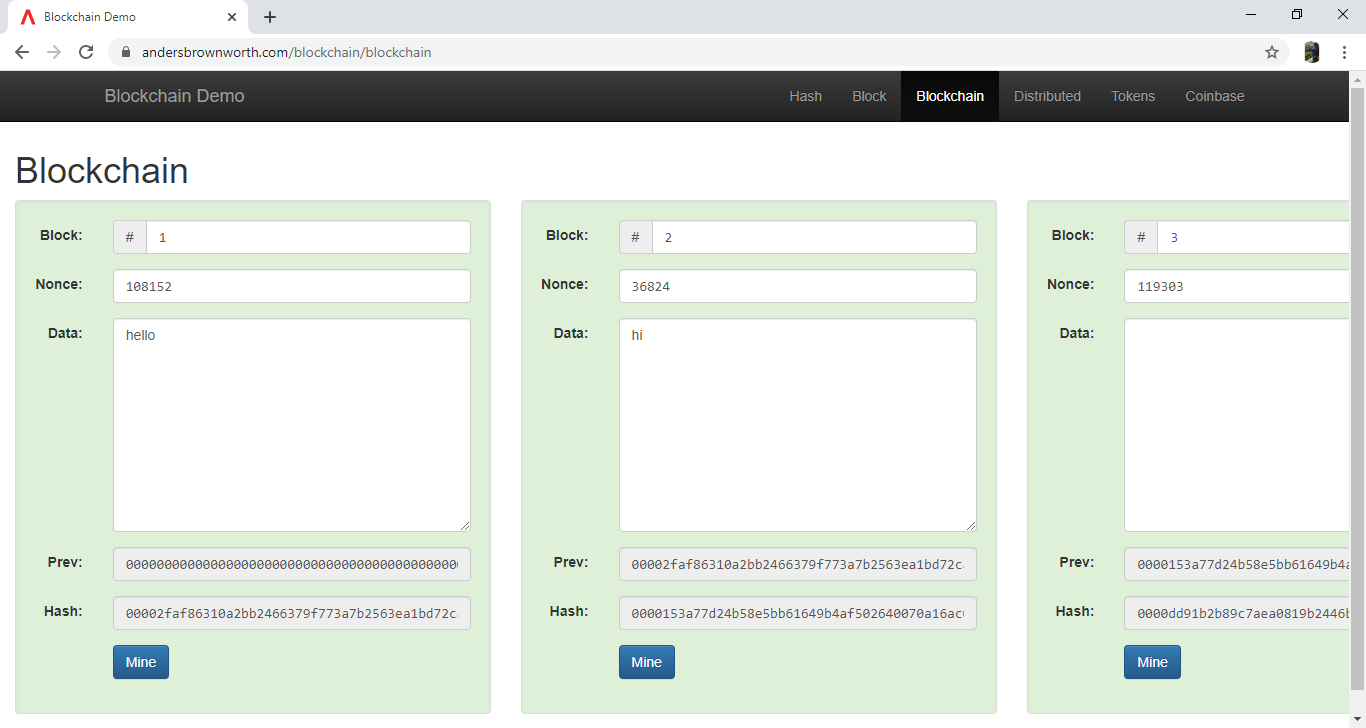 Blockchain Demo
andersbrownworth.com/blockchain/blockchain
Blockchain Demo Hash Block Blockchain Distributed Tokens Coinbase
Blockchain
Block: # 1
Nonce: 108152
Data: hello
Prev: 000000000000000000000000000000000000000000
Hash: 00002faf86310a2bb2466379f773a7b2563ea1bd72c
Mine
Block: # 2
Nonce: 36824
Data: hi
Prev: 00002faf86310a2bb2466379f773a7b2563ea1bd72c
Hash: 0000153a77d24b58e5bb61649b4af502640070a16ac
Mine
Block: # 3
Nonce: 119303
Data:
Prev: 0000153a77d24b58e5bb61649b4a
Hash: 0000dd91b2b89c7aea0819b2446b
Mine